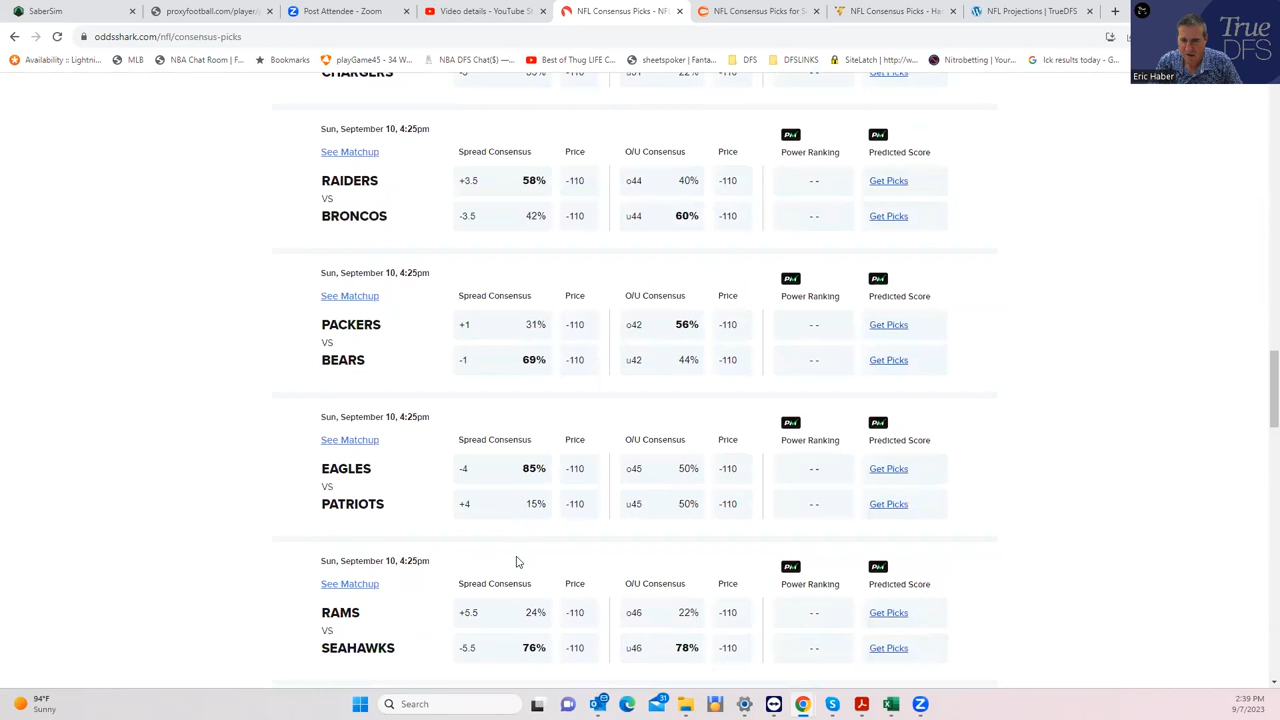 SaberSim
proxyfootball.com/player/
Post Attendee - Zoom
Video details - YouTube St
NFL Consensus Picks - NFL
NFL Consensus Picks for Sa
NFL Consensus Picks - Ha
NFL Projections | TrueDFS
oddsshark.com/nfl/consensus-picks
Availability :: Lightni...
MLB
NBA Chat Room | F...
Bookmarks
playGame45 - 34 W...
NBA DFS Chat($) —...
Best of Thug LIFE C...
sheetspoker | Fanta...
DFS
DFSLINKS
SiteLatch | http://w...
Nitrobetting | Your...
Ick results today - G...
True
DFS
Eric Haber
CHARGERS
22%
Get Picks
Sun, September 10, 4:25pm
See Matchup Spread Consensus Price O/U Consensus Price Power Ranking Predicted Score
RAIDERS +3.5 58% -110 o44 40% -110 - - Get Picks
VS
BRONCOS -3.5 42% -110 u44 60% -110 - - Get Picks
Sun, September 10, 4:25pm
See Matchup Spread Consensus Price O/U Consensus Price Power Ranking Predicted Score
PACKERS +1 31% -110 o42 56% -110 - - Get Picks
VS
BEARS -1 69% -110 u42 44% -110 - - Get Picks
Sun, September 10, 4:25pm
See Matchup Spread Consensus Price O/U Consensus Price Power Ranking Predicted Score
EAGLES -4 85% -110 o45 50% -110 - - Get Picks
VS
PATRIOTS +4 15% -110 u45 50% -110 - - Get Picks
Sun, September 10, 4:25pm
See Matchup Spread Consensus Price O/U Consensus Price Power Ranking Predicted Score
RAMS +5.5 24% -110 o46 22% -110 - - Get Picks
VS
SEAHAWKS -5.5 76% -110 u46 78% -110 - - Get Picks
94°F
Sunny
Search
31
2:39 PM
9/7/2023